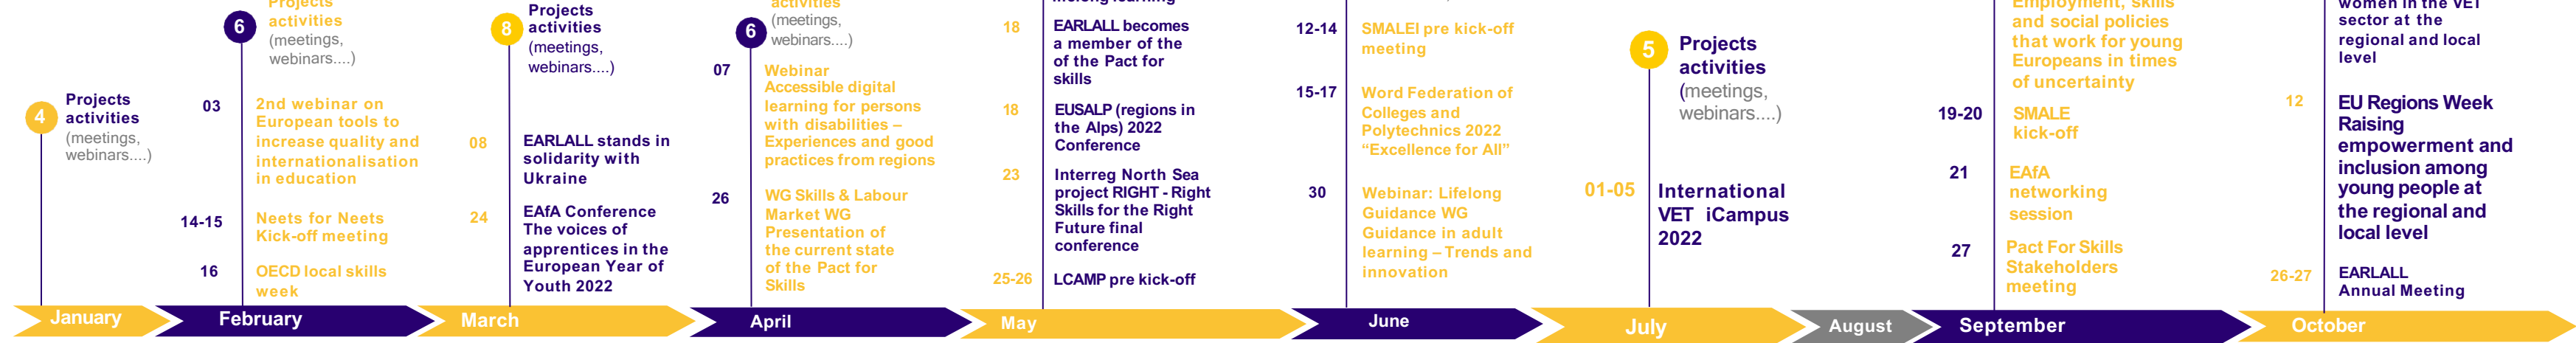 4
Projects
activities
(meetings,
webinars....)
January
6
Projects
activities
(meetings,
webinars....)
03
2nd webinar on
European tools to
increase quality and
internationalisation
in education
14-15
Neets for Neets
Kick-off meeting
16
OECD local skills
week
February
8
Projects
activities
(meetings,
webinars....)
08
EARLALL stands in
solidarity with
Ukraine
24
EAfA Conference
The voices of
apprentices in the
European Year of
Youth 2022
March
6
activities
(meetings,
webinars....)
07
Webinar
Accessible digital
learning for persons
with disabilities –
Experiences and good
practices from regions
26
WG Skills & Labour
Market WG
Presentation of
the current state
of the Pact for
Skills
April
lifelong learning
18
EARLALL becomes
a member of the
of the Pact for
skills
18
EUSALP (regions in
the Alps) 2022
Conference
23
Interreg North Sea
project RIGHT - Right
Skills for the Right
Future final
conference
25-26
LCAMP pre kick-off
May
12-14
SMALEI pre kick-off
meeting
15-17
Word Federation of
Colleges and
Polytechnics 2022
“Excellence for All”
30
Webinar: Lifelong
Guidance WG
Guidance in adult
learning – Trends and
innovation
June
5
Projects
activities
(meetings,
webinars....)
01-05
International
VET iCampus
2022
July
August
Employment, skills
and social policies
that work for young
Europeans in times
of uncertainty
19-20
SMALE
kick-off
21
EAfA
networking
session
27
Pact For Skills
Stakeholders
meeting
September
women in the VET
sector at the
regional and local
level
12
EU Regions Week
Raising
empowerment and
inclusion among
young people at
the regional and
local level
26-27
EARLALL
Annual Meeting
October